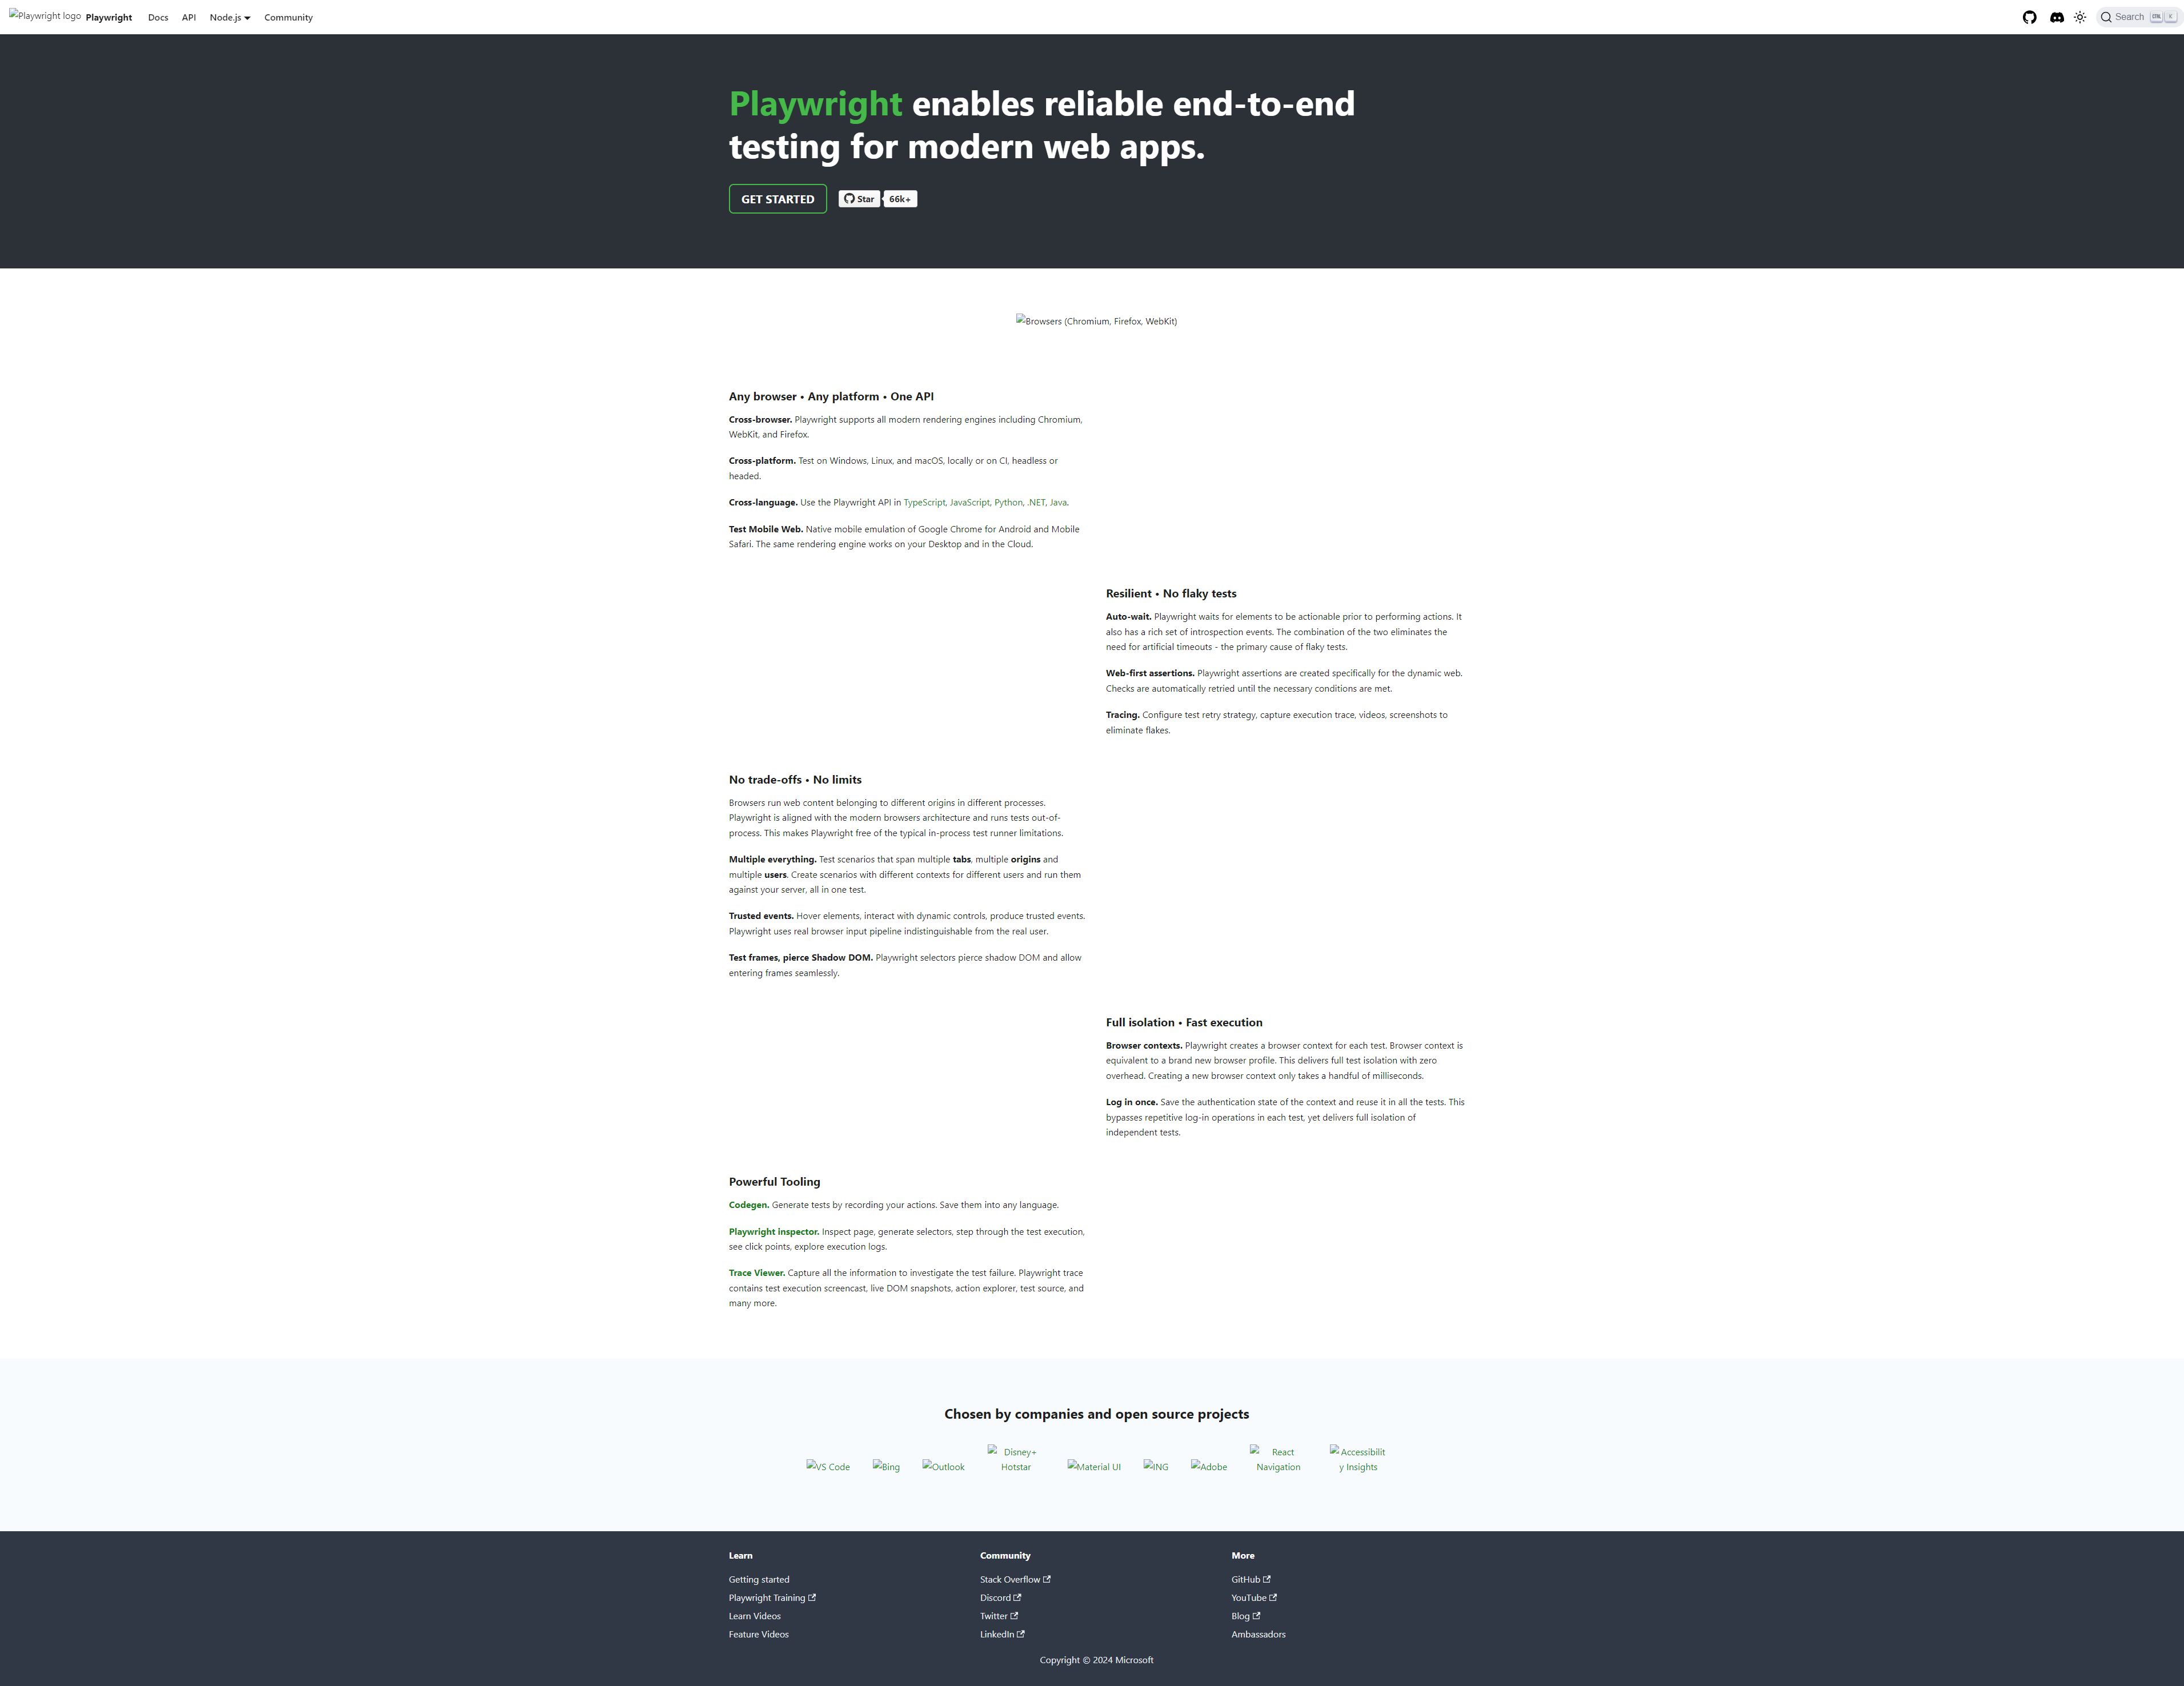 Playwright logo Playwright Docs API Node.js Community Search CTRL K
Playwright enables reliable end-to-end
testing for modern web apps.
GET STARTED Star 66k+
Browsers (Chromium, Firefox, WebKit)
Any browser • Any platform • One API
Cross-browser. Playwright supports all modern rendering engines including Chromium,
WebKit, and Firefox.
Cross-platform. Test on Windows, Linux, and macOS, locally or on CI, headless or
headed.
Cross-language. Use the Playwright API in TypeScript, JavaScript, Python, .NET, Java.
Test Mobile Web. Native mobile emulation of Google Chrome for Android and Mobile
Safari. The same rendering engine works on your Desktop and in the Cloud.
Resilient • No flaky tests
Auto-wait. Playwright waits for elements to be actionable prior to performing actions. It
also has a rich set of introspection events. The combination of the two eliminates the
need for artificial timeouts - the primary cause of flaky tests.
Web-first assertions. Playwright assertions are created specifically for the dynamic web.
Checks are automatically retried until the necessary conditions are met.
Tracing. Configure test retry strategy, capture execution trace, videos, screenshots to
eliminate flakes.
No trade-offs • No limits
Browsers run web content belonging to different origins in different processes.
Playwright is aligned with the modern browsers architecture and runs tests out-of-
process. This makes Playwright free of the typical in-process test runner limitations.
Multiple everything. Test scenarios that span multiple tabs, multiple origins and
multiple users. Create scenarios with different contexts for different users and run them
against your server, all in one test.
Trusted events. Hover elements, interact with dynamic controls, produce trusted events.
Playwright uses real browser input pipeline indistinguishable from the real user.
Test frames, pierce Shadow DOM. Playwright selectors pierce shadow DOM and allow
entering frames seamlessly.
Full isolation • Fast execution
Browser contexts. Playwright creates a browser context for each test. Browser context is
equivalent to a brand new browser profile. This delivers full test isolation with zero
overhead. Creating a new browser context only takes a handful of milliseconds.
Log in once. Save the authentication state of the context and reuse it in all the tests. This
bypasses repetitive log-in operations in each test, yet delivers full isolation of
independent tests.
Powerful Tooling
Codegen. Generate tests by recording your actions. Save them into any language.
Playwright inspector. Inspect page, generate selectors, step through the test execution,
see click points, explore execution logs.
Trace Viewer. Capture all the information to investigate the test failure. Playwright trace
contains test execution screencast, live DOM snapshots, action explorer, test source, and
many more.
Chosen by companies and open source projects
VS Code
Bing
Outlook
Disney+
Hotstar
Material UI
ING
Adobe
React
Navigation
Accessibilit
y Insights
Learn
Getting started
Playwright Training
Learn Videos
Feature Videos
Community
Stack Overflow
Discord
Twitter
LinkedIn
More
GitHub
YouTube
Blog
Ambassadors
Copyright © 2024 Microsoft